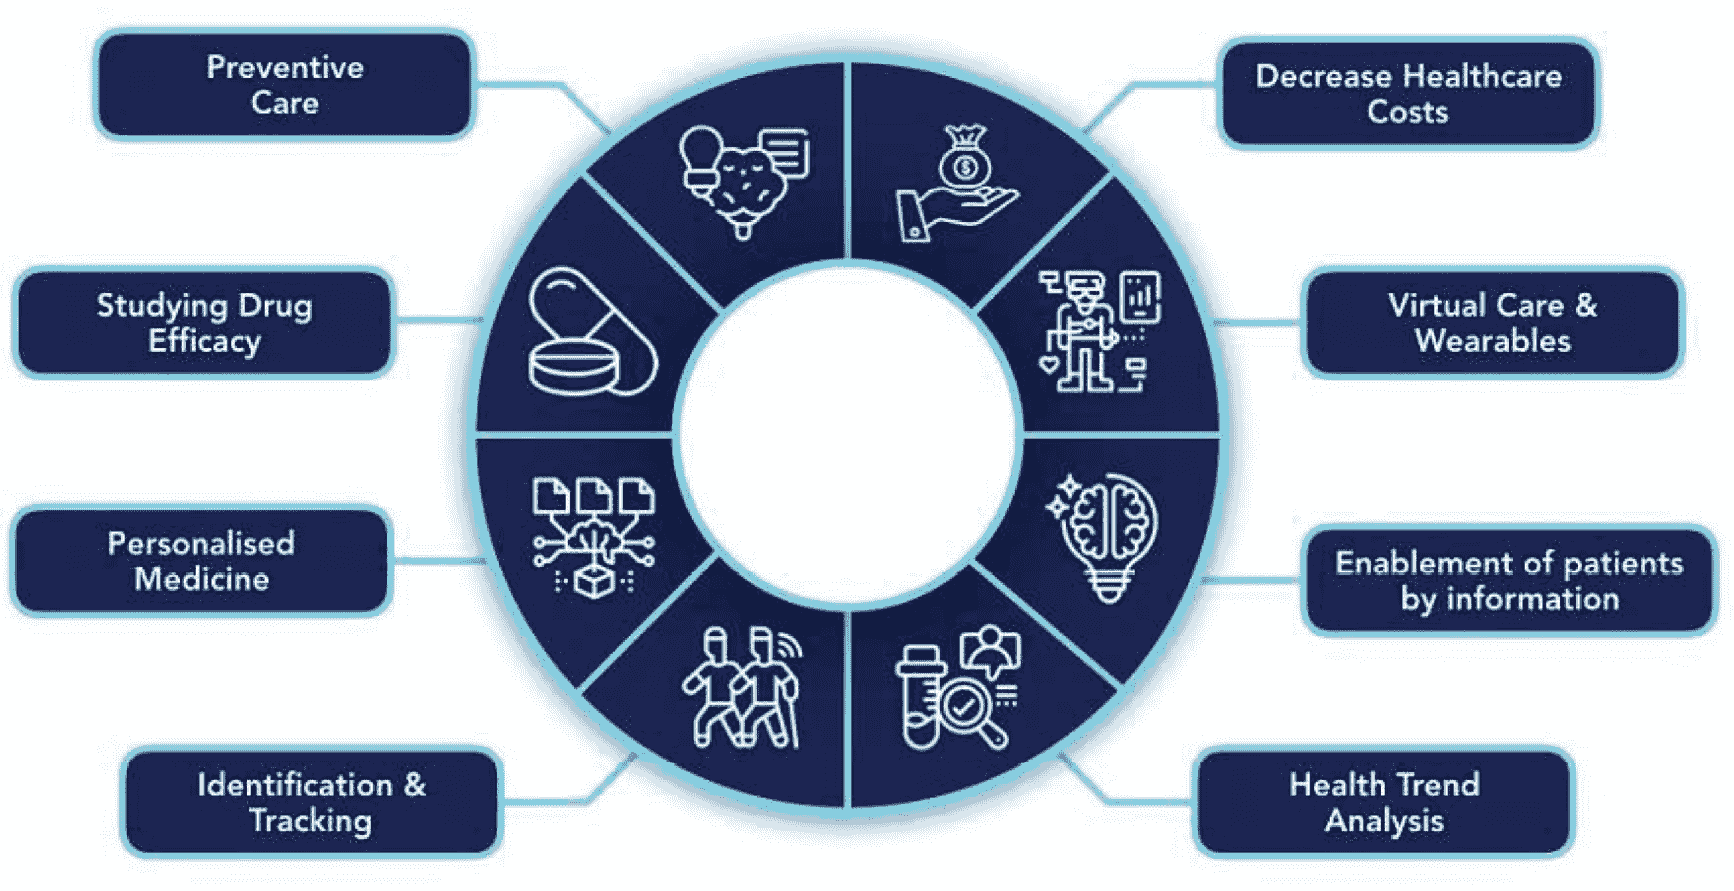 Preventive
Care
Decrease Healthcare
Costs
Studying Drug
Efficacy
Virtual Care &
Wearables
Personalised
Medicine
Enablement of patients
by information
Identification &
Tracking
Health Trend
Analysis
$